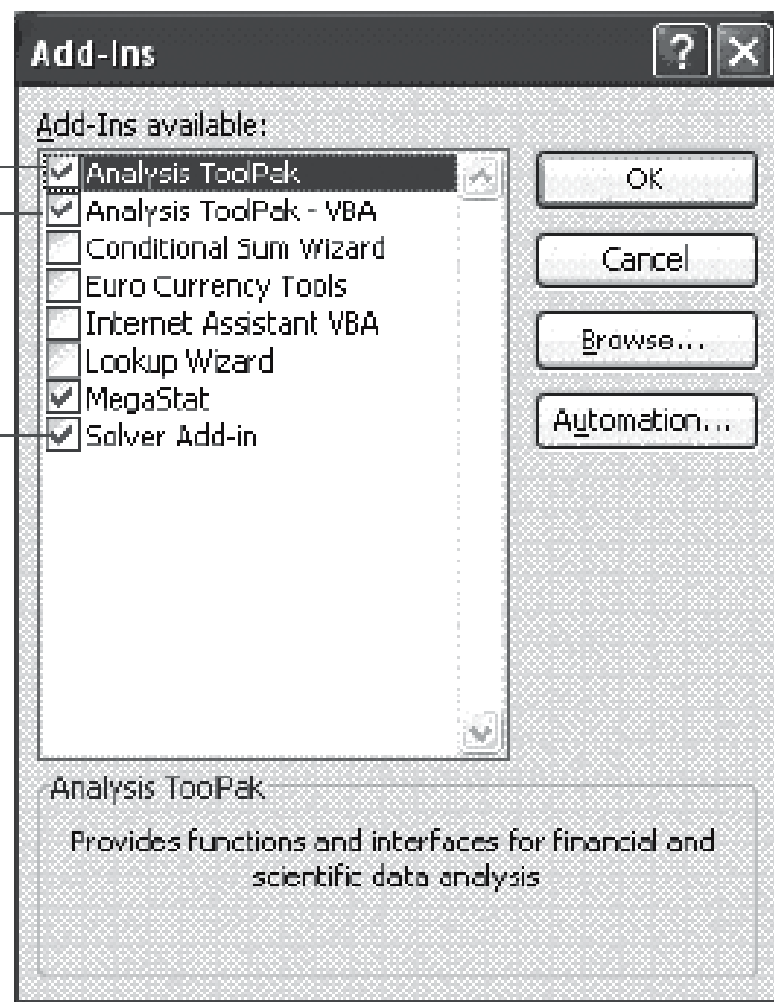 Add-Ins
Add-Ins available:
Analysis ToolPak
Analysis ToolPak - VBA
Conditional Sum Wizard
Euro Currency Tools
Internet Assistant VBA
Lookup Wizard
MegaStat
Solver Add-in
OK
Cancel
Browse...
Automation...
Analysis ToolPak
Provides functions and interfaces for financial and
scientific data analysis